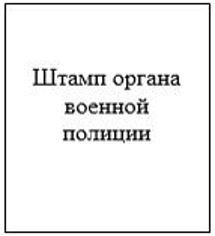 Штамп органа
военной
полиции